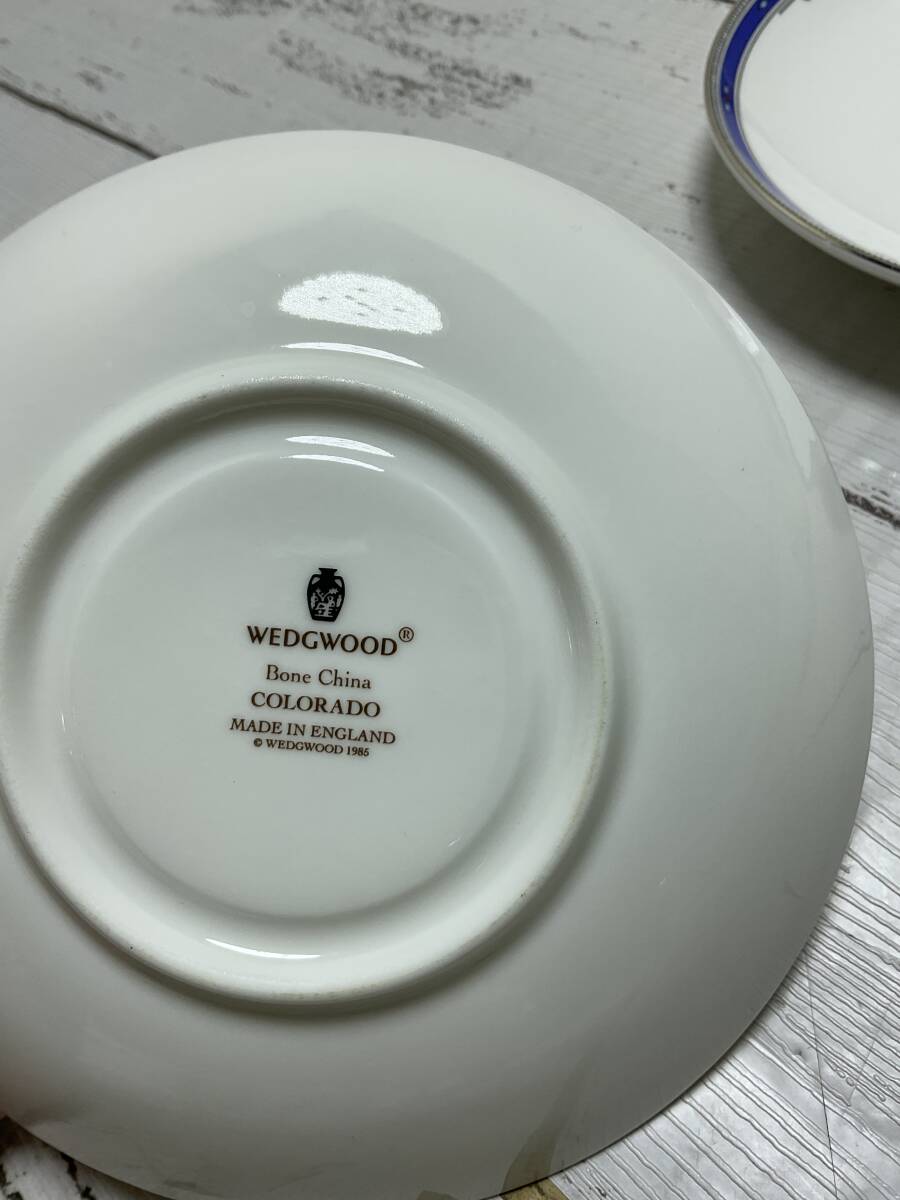 WEDGWOOD®
Bone China
COLORADO
MADE IN ENGLAND
© WEDGWOOD 1985